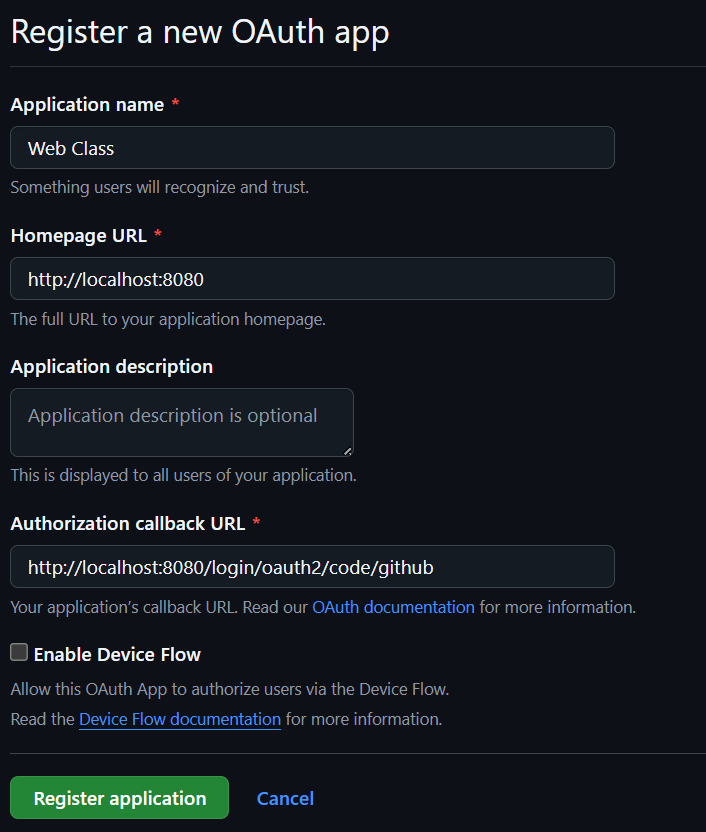 Register a new OAuth app
Application name *
Web Class
Something users will recognize and trust.
Homepage URL *
http://localhost:8080
The full URL to your application homepage.
Application description
Application description is optional
This is displayed to all users of your application.
Authorization callback URL *
http://localhost:8080/login/oauth2/code/github
Your application’s callback URL. Read our OAuth documentation for more information.
Enable Device Flow
Allow this OAuth App to authorize users via the Device Flow.
Read the Device Flow documentation for more information.
Register application Cancel